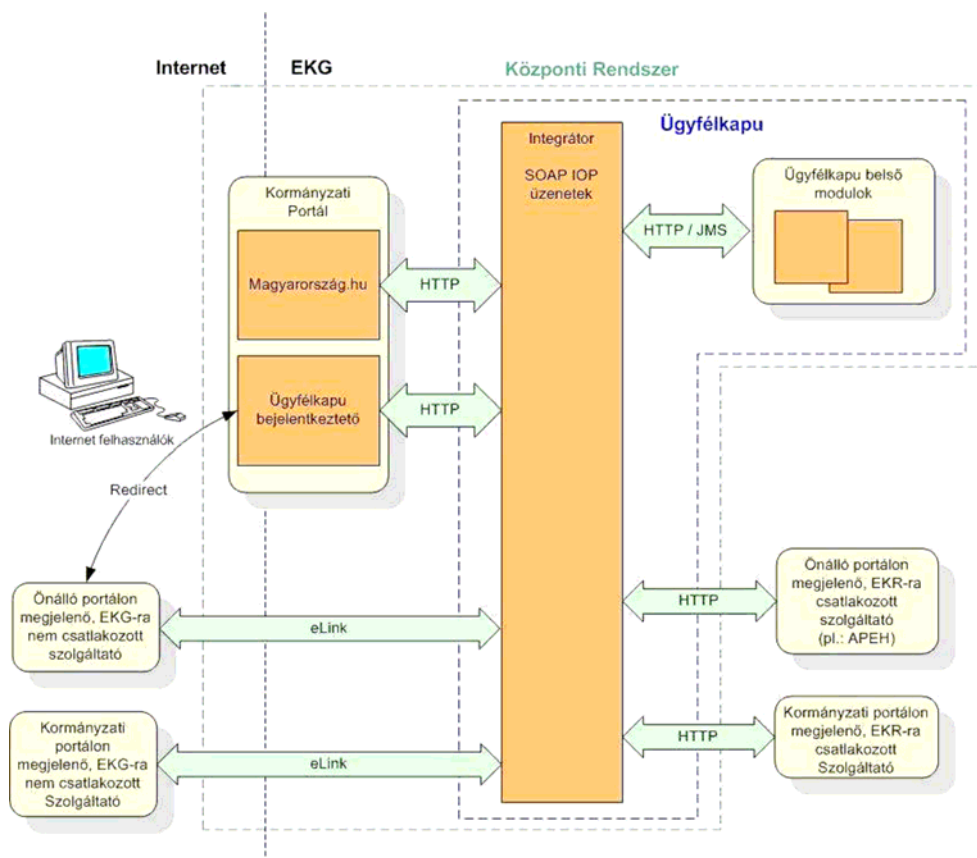 Internet
EKG
Központi Rendszer
Ügyfélkapu
Integrátor
SOAP IOP
üzenetek
Ügyfélkapu belső
modulok
Kormányzati
Portál
HTTP / JMS
Magyarország.hu
HTTP
Ügyfélkapu
bejelentkeztető
HTTP
Internet felhasználók
Redirect
Önálló portálon
megjelenő, EKG-ra
nem csatlakozott
szolgáltató
eLink
HTTP
Önálló portálon
megjelenő, EKR-ra
csatlakozott
szolgáltató
(pl.: APEH)
Kormányzati
portálon
megjelenő, EKG-ra
nem csatlakozott
Szolgáltató
eLink
HTTP
Kormányzati portálon
megjelenő, EKR-ra
csatlakozott
Szolgáltató